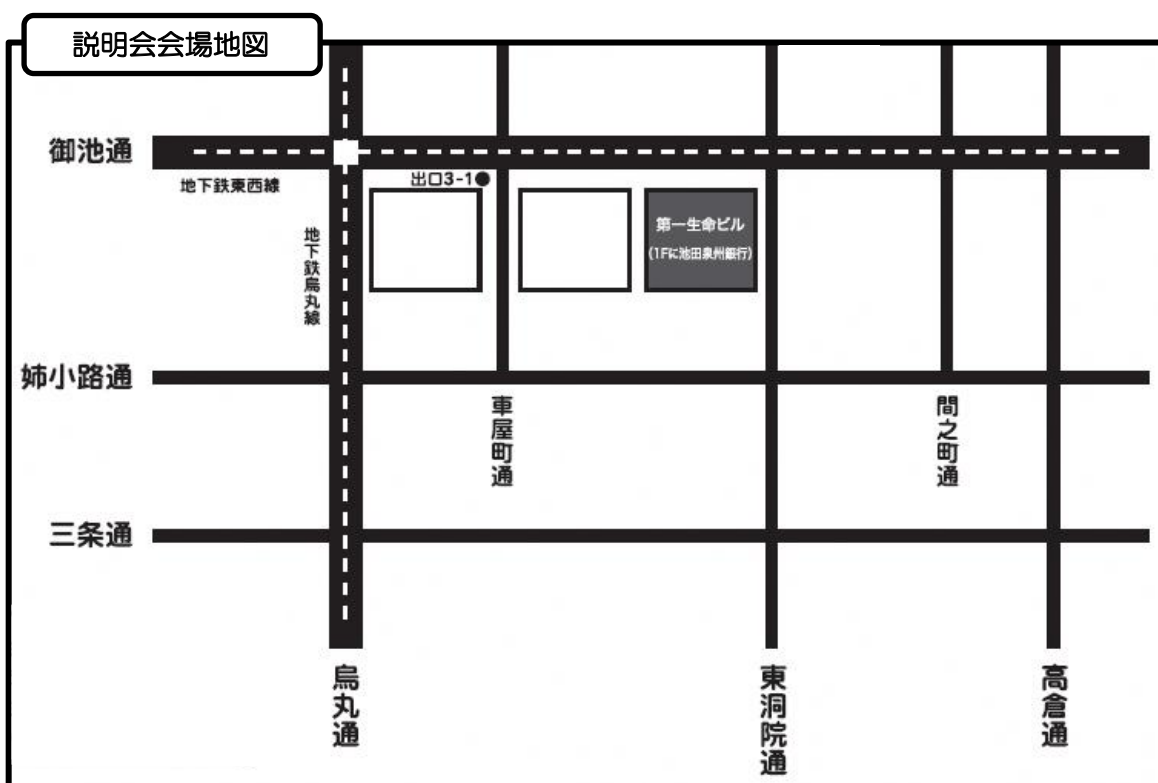 説明会会場地図
御池通
地下鉄東西線
出口3-1
第一生命ビル
(1Fに池田泉州銀行)
地下鉄烏丸線
姉小路通
車屋町通
間之町通
三条通
烏丸通
東洞院通
高倉通